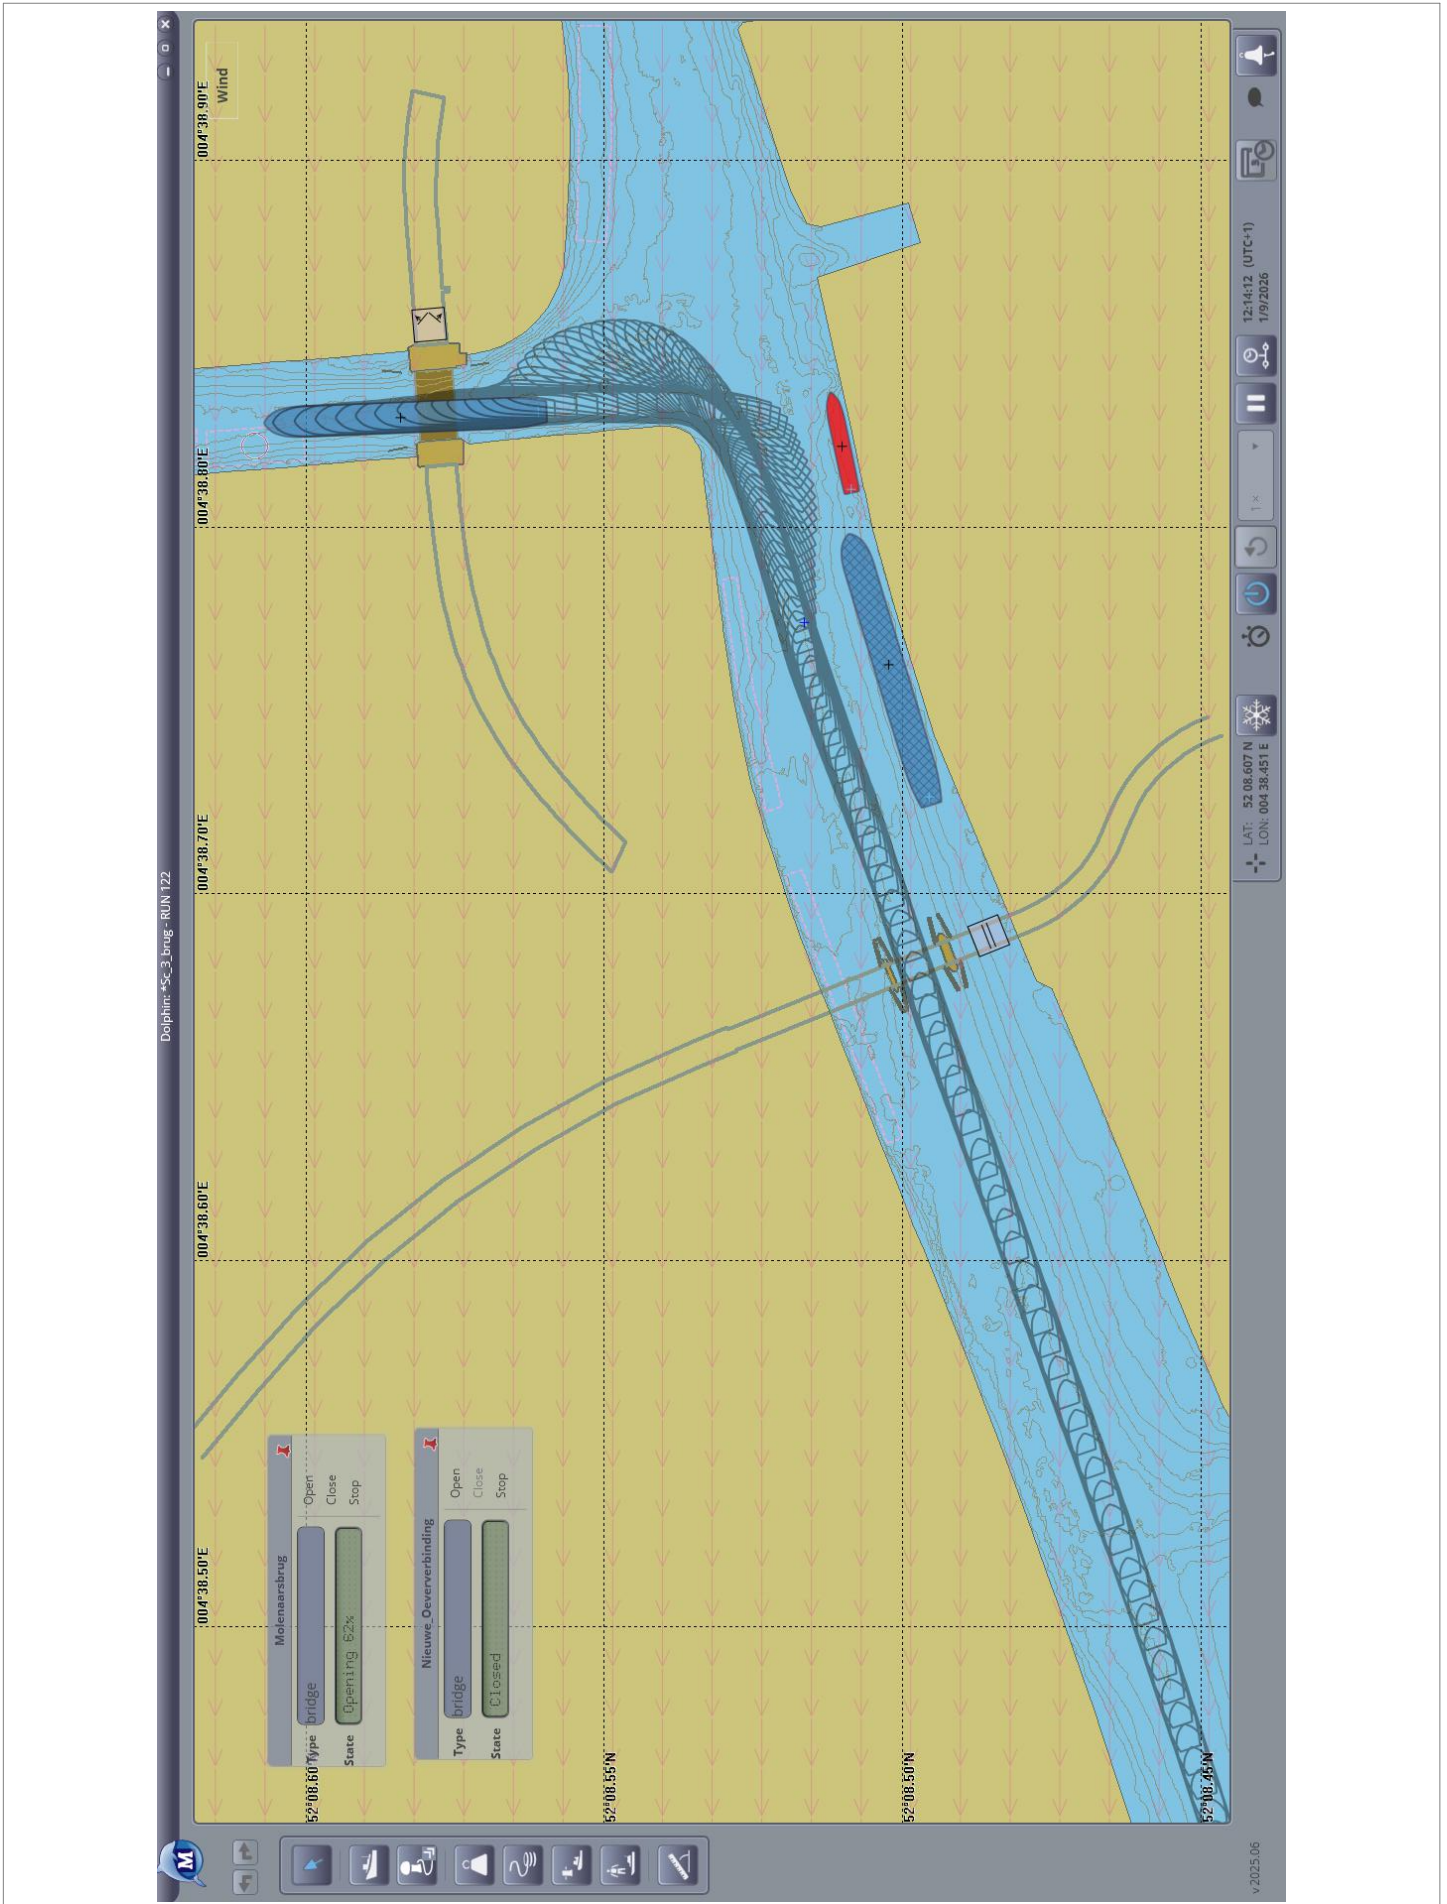 Dolphin: *Sc_3_brug - RUN 122
Wind
004°38.50'E
004°38.60'E
004°38.70'E
004°38.80'E
004°38.90'E
52°08.60'
52°08.55'N
52°08.50'N
52°08.45'N
Molenaarsbrug
Type bridge
Open
Close
State Opening 62%
Stop
Nieuwe_Oeververbinding
Type bridge
Open
Close
State Closed
Stop
v 2025.06
LAT: 52 08.607 N
LON: 004 38.451 E
1×
12:14:12 (UTC+1)
1/9/2026
M